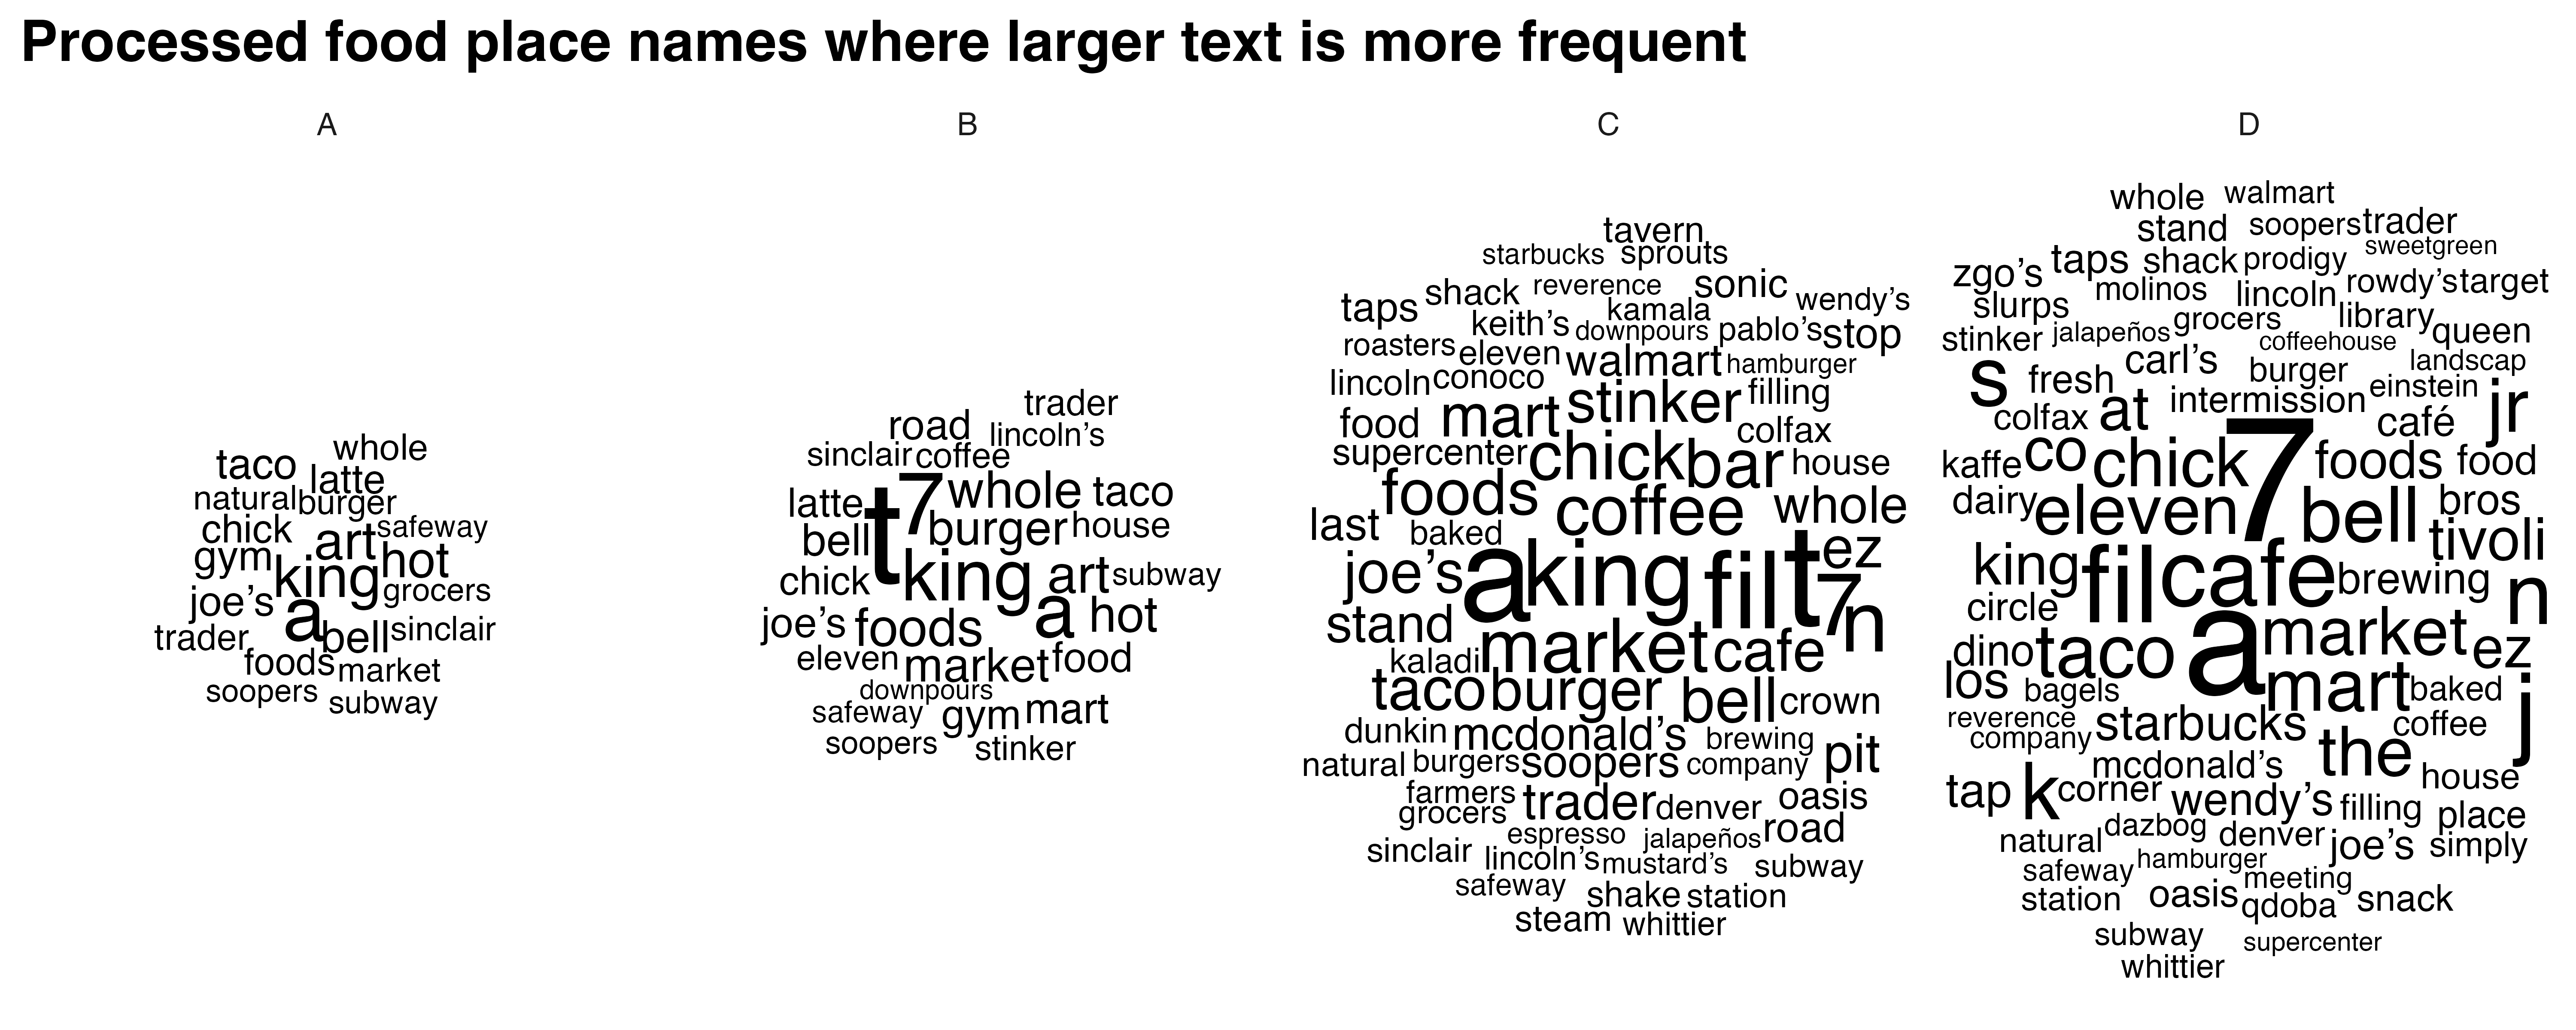 Processed food place names where larger text is more frequent
A
whole
taco latte
natural burger
chick art safeway
gym king hot
joe's a grocers
trader bell sinclair
foods market
soopers subway
B
trader
road lincoln's
sinclair coffee
latte t 7 whole taco
bell burger house
chick king art subway
joe's foods a hot
eleven market food
downpours
safeway gym mart
soopers stinker
C
tavern
starbucks sprouts
taps shack reverence sonic wendy's
keith's kamala
roasters downpours pablo's stop
eleven walmart hamburger
lincoln conoco stinker filling
food mart colfax
supercenter chick bar house
foods coffee whole
last baked
joe's a king fil t ez
7 n
stand market cafe
kaladi
taco burger bell crown
dunkin mcdonald's brewing pit
natural burgers soopers company
farmers trader denver oasis
grocers
espresso jalapeños road
sinclair lincoln's mustard's subway
safeway shake station
steam whittier
D
whole walmart
stand soopers trader
sweetgreen
zgo's taps shack prodigy rowdy's target
slurps molinos lincoln
stinker jalapeños grocers library queen
coffeehouse
s fresh carl's burger landscap
einstein jr
colfax at intermission café
kaffe co chick 7 foods food
dairy eleven bell bros
tivoli
king fil cafe brewing n
circle
dino taco a market ez
los bagels mart baked j
reverence starbucks coffee
company the
mcdonald's house
tap k corner wendy's filling place
natural dazbog denver joe's simply
safeway hamburger meeting
station oasis qdoba snack
subway supercenter
whittier